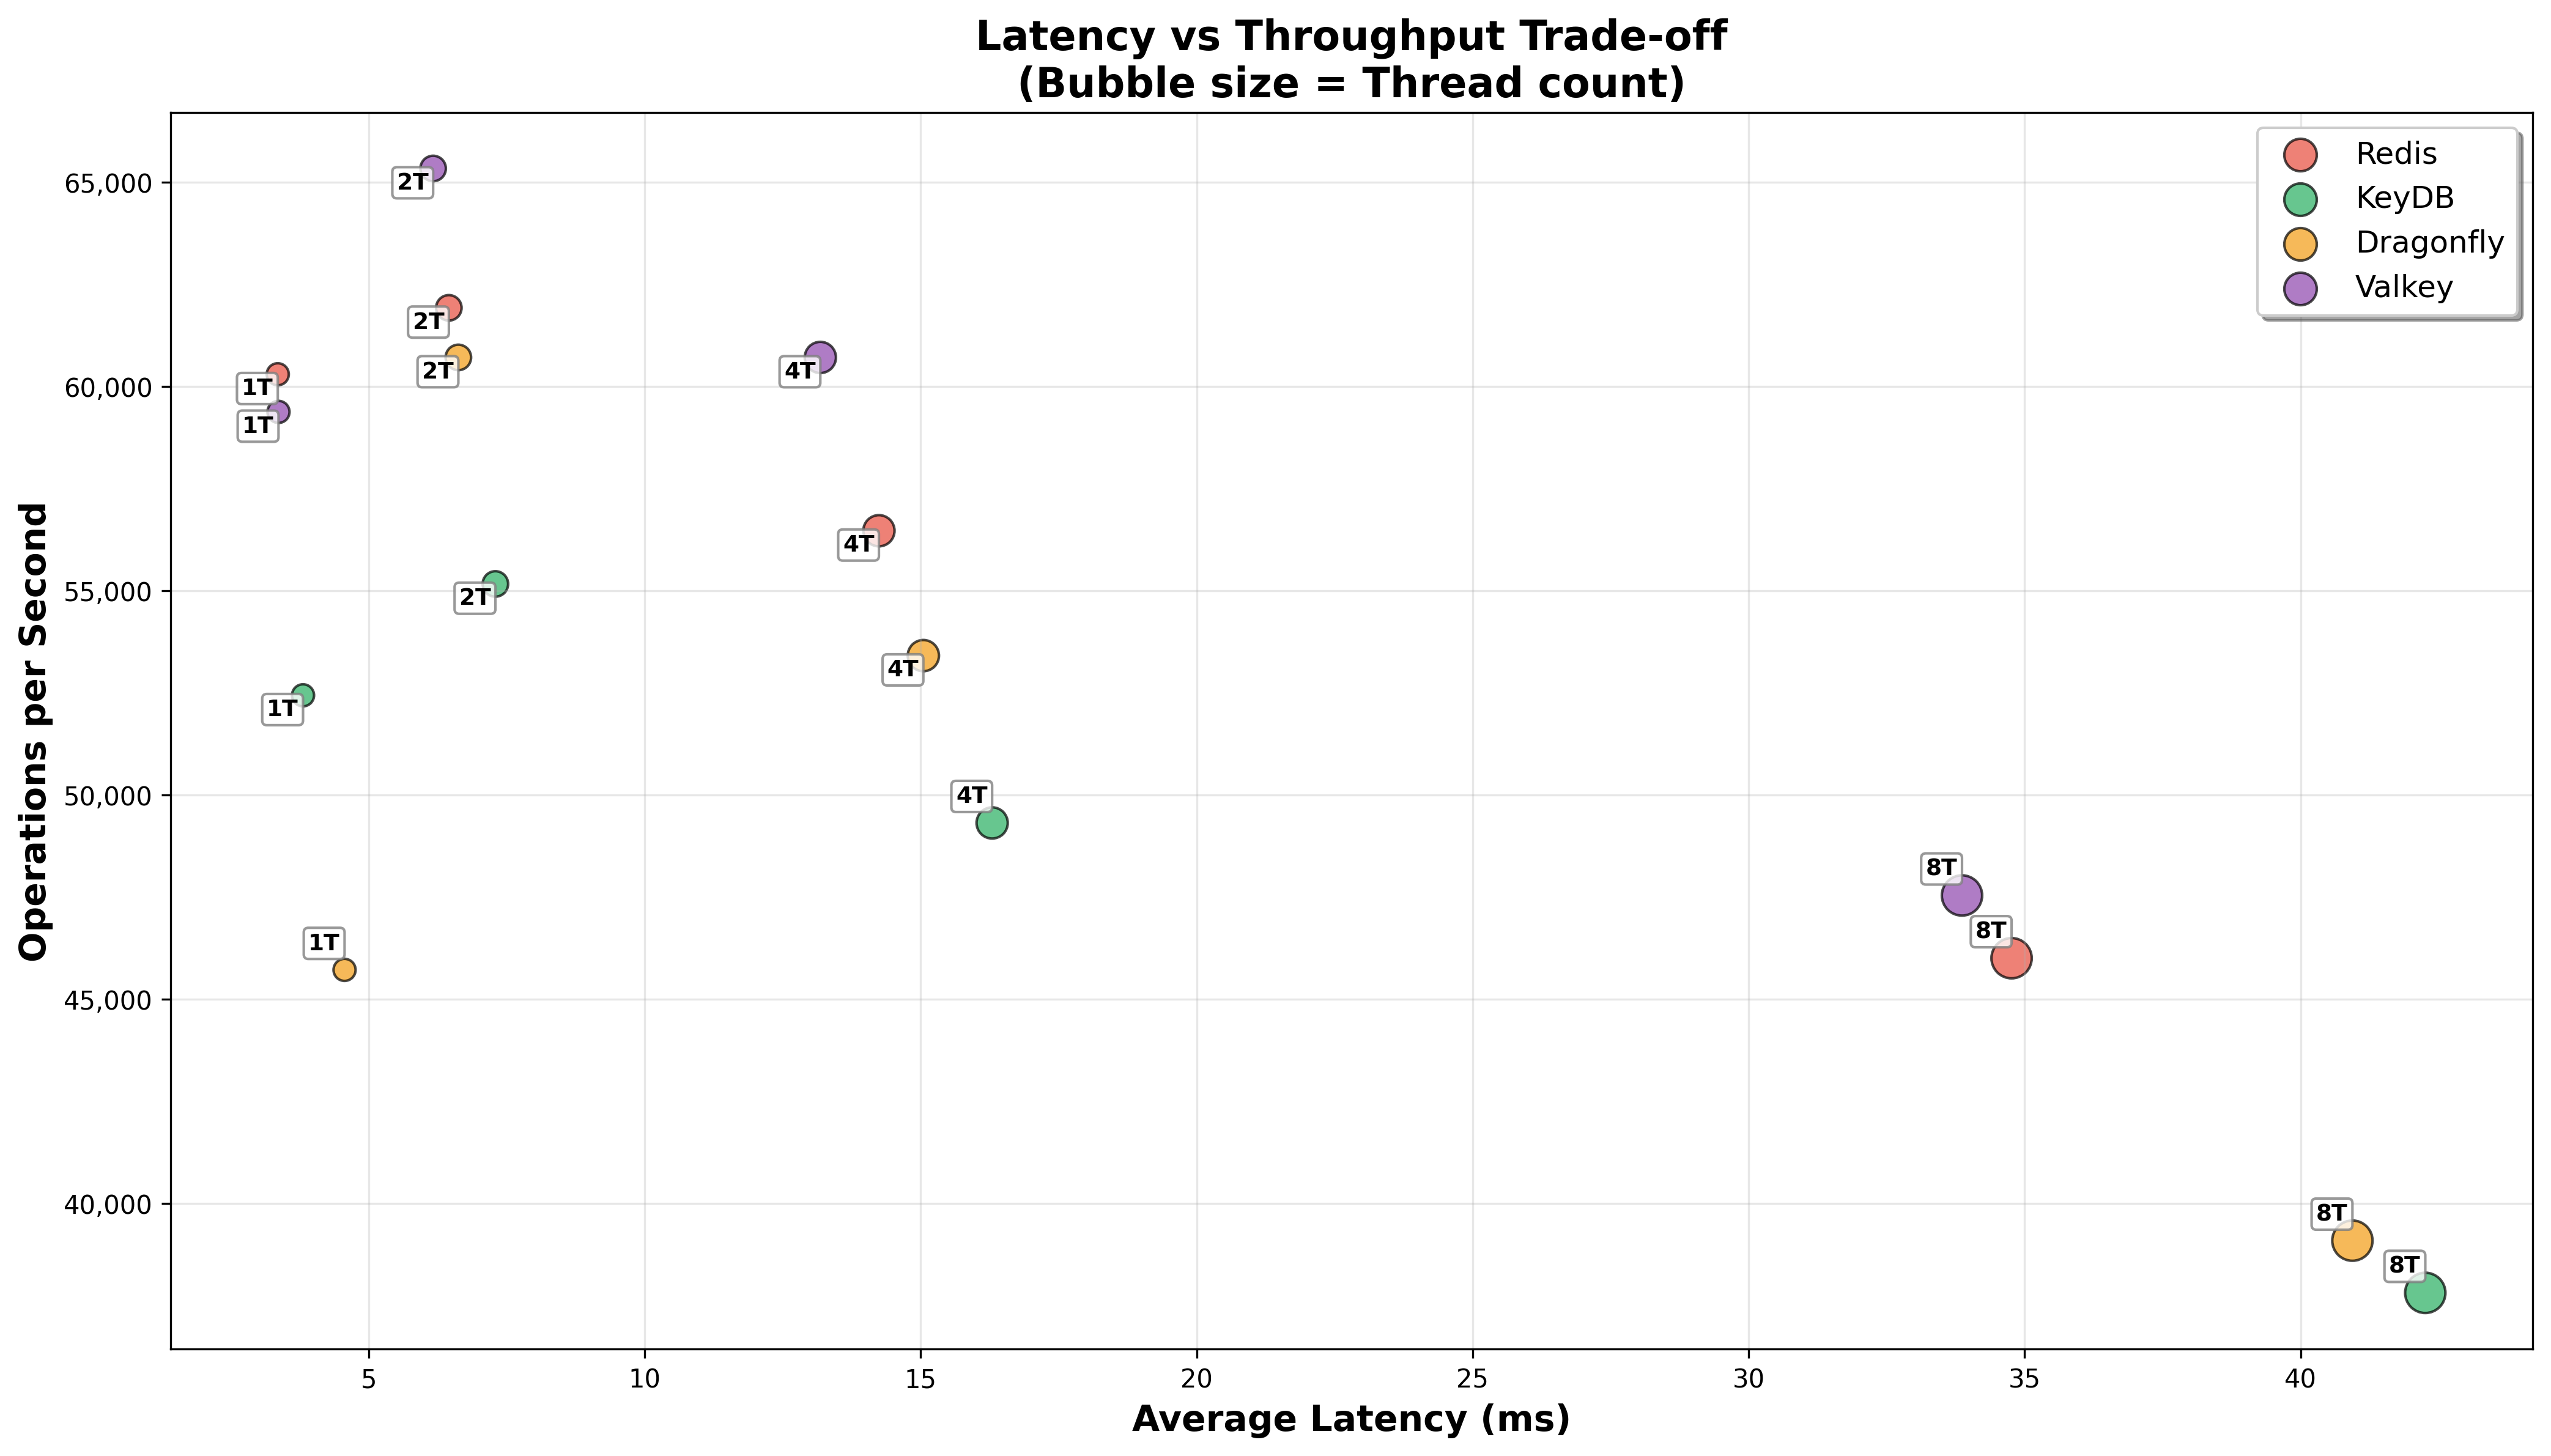 Latency vs Throughput Trade-off
(Bubble size = Thread count)
Redis
KeyDB
Dragonfly
Valkey
Operations per Second
65,000
60,000
55,000
50,000
45,000
40,000
2T
2T
2T
1T
1T
4T
4T
2T
4T
1T
4T
8T
8T
1T
8T
8T
5
10
15
20
25
30
35
40
Average Latency (ms)